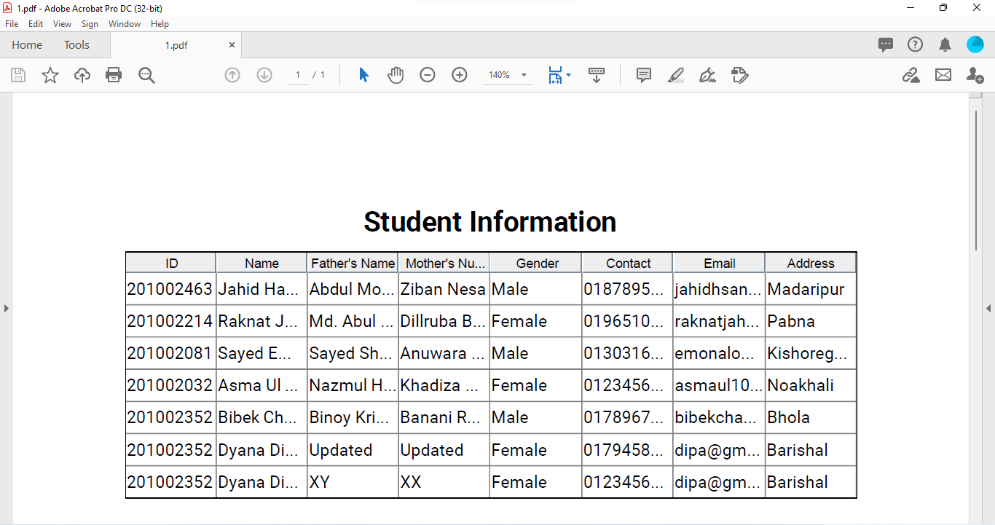 1.pdf - Adobe Acrobat Pro DC (32-bit)
File Edit View Sign Window Help
Home Tools 1.pdf ×
1 / 1 140%
Student Information
ID Name Father's Name Mother's Nu... Gender Contact Email Address
201002463 Jahid Ha... Abdul Mo... Ziban Nesa Male 0187895... jahidhsan... Madaripur
201002214 Raknat J... Md. Abul ... Dillruba B... Female 0196510... raknatjah... Pabna
201002081 Sayed E... Sayed Sh... Anuwara ... Male 0130316... emonalo... Kishoreg...
201002032 Asma Ul ... Nazmul H... Khadiza ... Female 0123456... asmaul10... Noakhali
201002352 Bibek Ch... Binoy Kri... Banani R... Male 0178967... bibekcha... Bhola
201002352 Dyana Di... Updated Updated Female 0179458... dipa@gm... Barishal
201002352 Dyana Di... XY XX Female 0123456... dipa@gm... Barishal